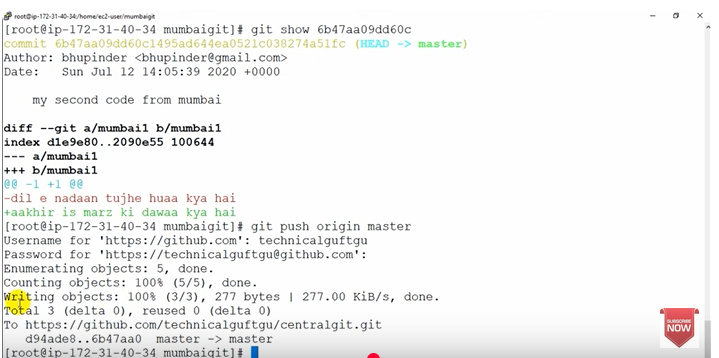 root@ip-172-31-40-34:/home/ec2-user/mumbaigit
[root@ip-172-31-40-34 mumbaigit]# git show 6b47aa09dd60c
commit 6b47aa09dd60c1495ad644ea0521c038274a51fc (HEAD -> master)
Author: bhupinder <bhupinder@gmail.com>
Date:   Sun Jul 12 14:05:39 2020 +0000
my second code from mumbai
diff --git a/mumbai1 b/mumbai1
index d1e9e80..2090e55 100644
--- a/mumbai1
+++ b/mumbai1
@@ -1 +1 @@
-dil e nadaan tujhe huaa kya hai
+aakhir is marz ki dawaa kya hai
[root@ip-172-31-40-34 mumbaigit]# git push origin master
Username for 'https://github.com': technicalguftgu
Password for 'https://technicalguftgu@github.com':
Enumerating objects: 5, done.
Counting objects: 100% (5/5), done.
Writing objects: 100% (3/3), 277 bytes | 277.00 KiB/s, done.
Total 3 (delta 0), reused 0 (delta 0)
To https://github.com/technicalguftgu/centralgit.git
d94ade8..6b47aa0  master -> master
[root@ip-172-31-40-34 mumbaigit]#
SUBSCRIBE
NOW